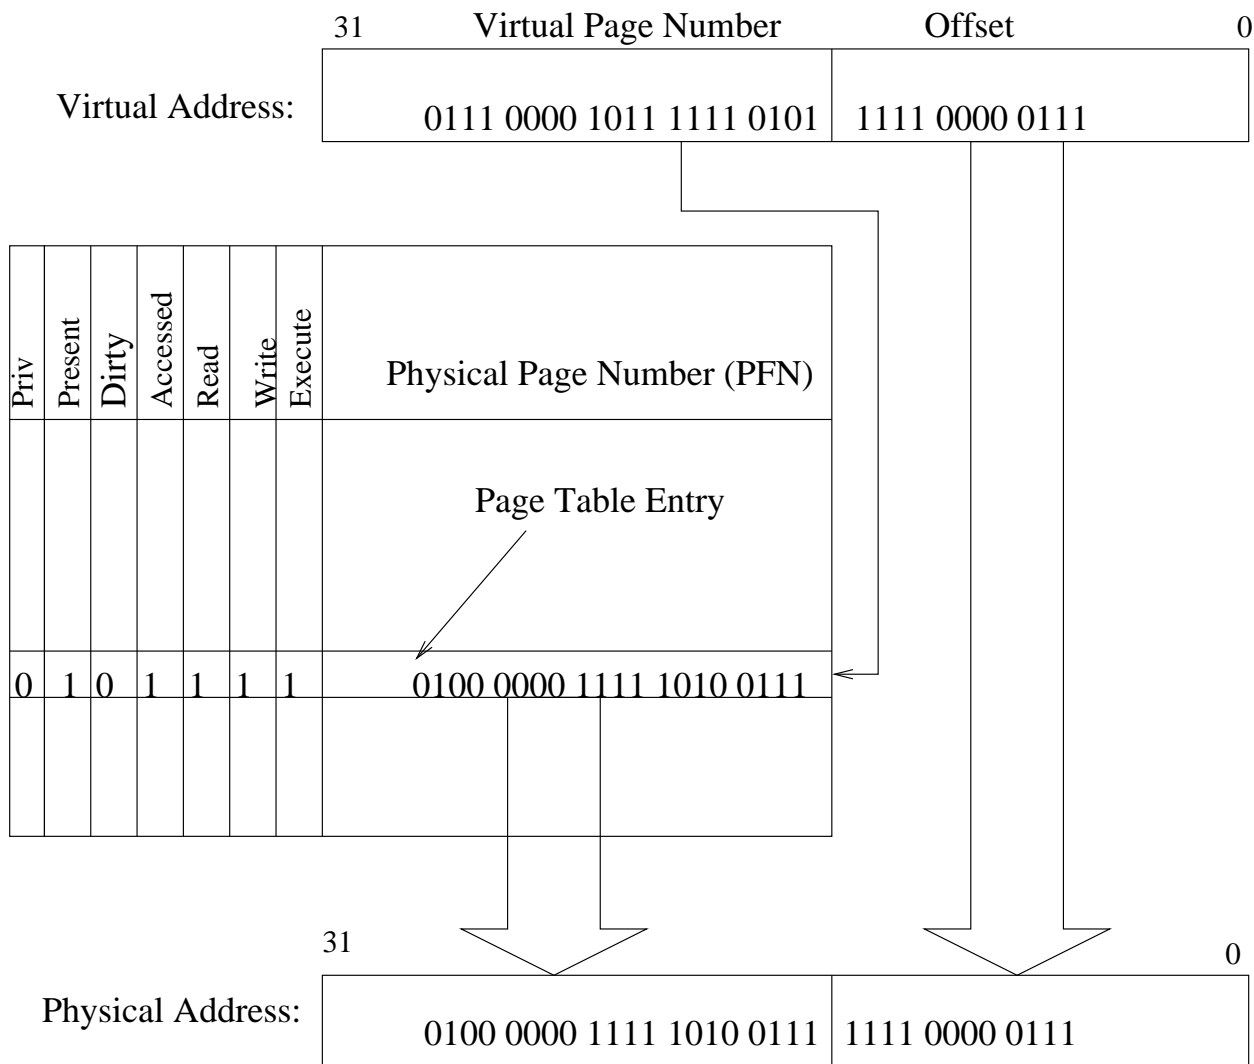 31 Virtual Page Number Offset 0
Virtual Address: 0111 0000 1011 1111 0101 1111 0000 0111
Priv Present Dirty Accessed Read Write Execute Physical Page Number (PFN)
Page Table Entry
0 1 0 1 1 1 1 0100 0000 1111 1010 0111
31 0
Physical Address: 0100 0000 1111 1010 0111 1111 0000 0111